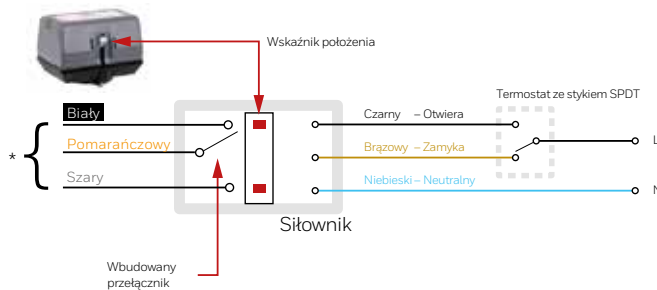 Wskaźnik położenia
Termostat ze stykiem SPDT
Biały
Czarny – Otwiera
L
Pomarańczowy
Brązowy – Zamyka
*
Szary
Niebieski – Neutralny
N
Siłownik
Wbudowany
przełącznik